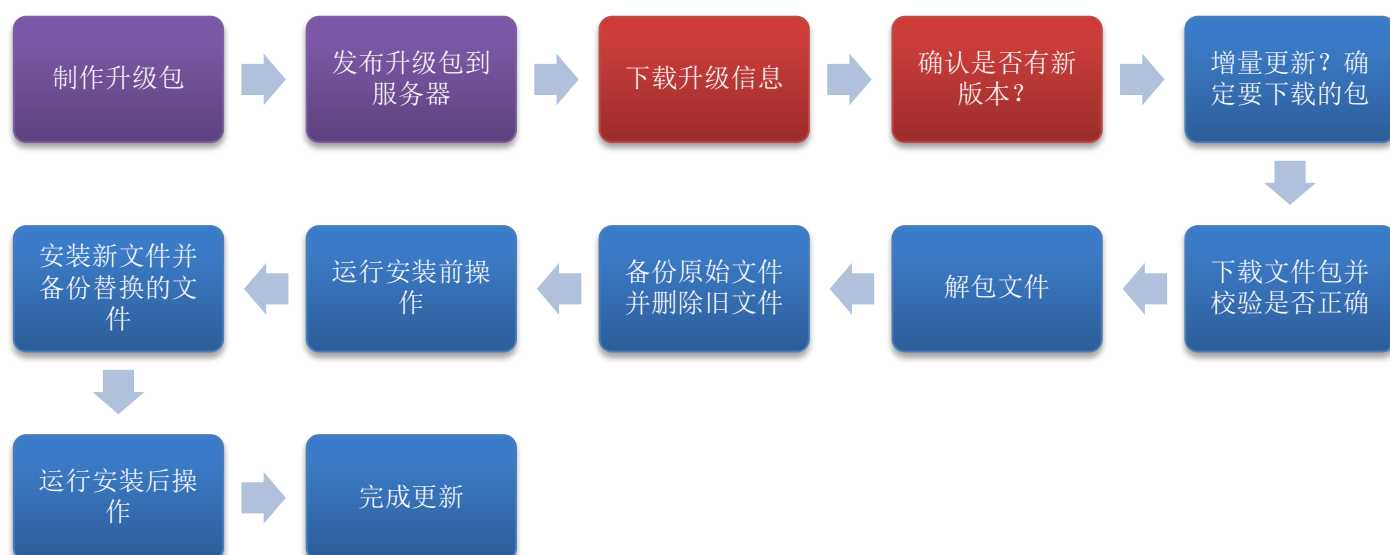 制作升级包
发布升级包到
服务器
下载升级信息
确认是否有新
版本？
增量更新？确
定要下载的包
下载文件包并
校验是否正确
解包文件
备份原始文件
并删除旧文件
运行安装前操
作
安装新文件并
备份替换的文
件
运行安装后操
作
完成更新